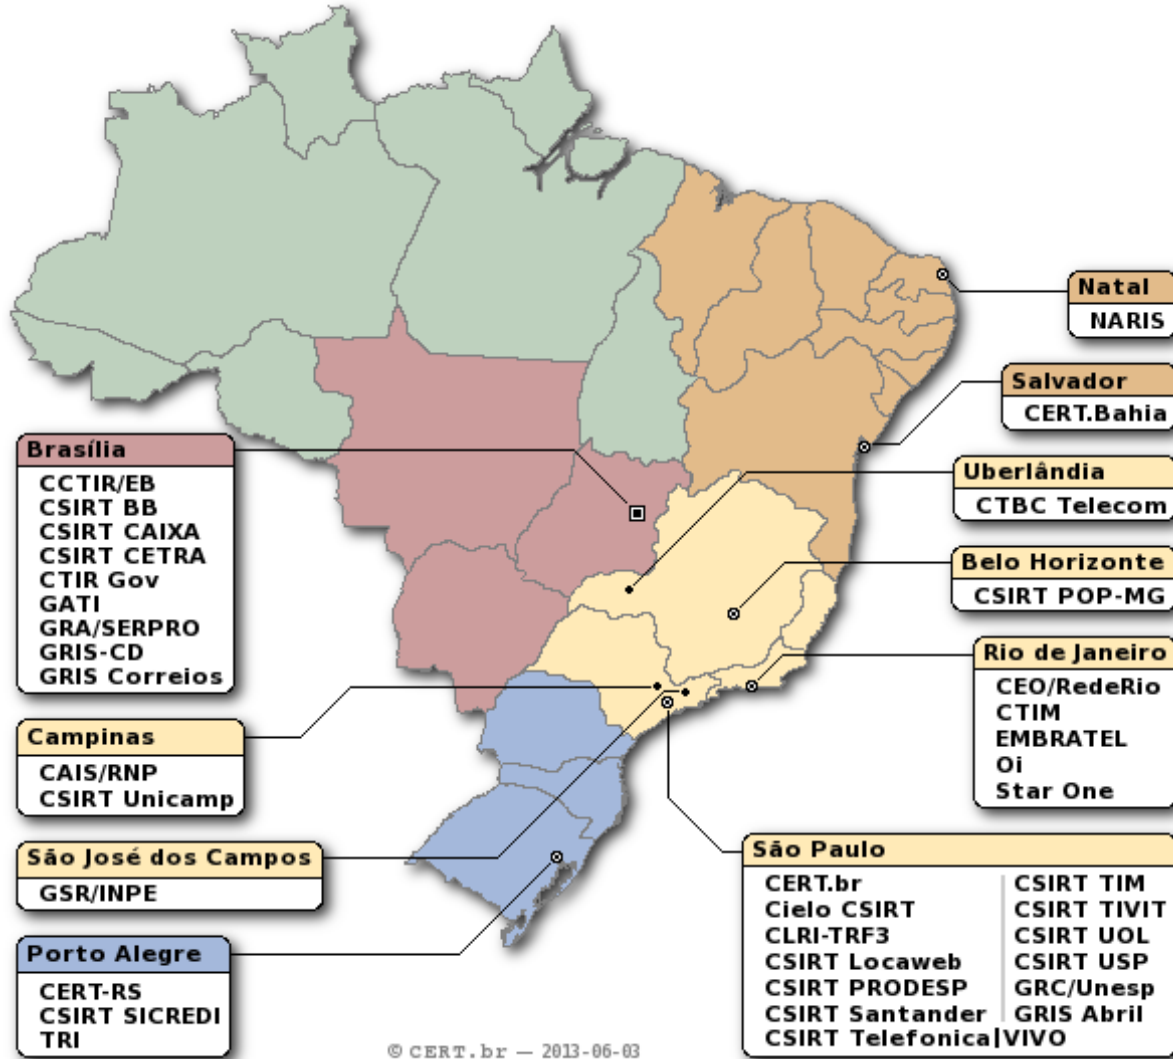 Natal
NARIS
Salvador
CERT.Bahia
Brasília
CCTIR/EB
CSIRT BB
CSIRT CAIXA
CSIRT CETRA
CTIR Gov
GATI
GRA/SERPRO
GRIS-CD
GRIS Correios
Uberlândia
CTBC Telecom
Belo Horizonte
CSIRT POP-MG
Rio de Janeiro
CEO/RedeRio
CTIM
EMBRATEL
Oi
Star One
Campinas
CAIS/RNP
CSIRT Unicamp
São José dos Campos
GSR/INPE
Porto Alegre
CERT-RS
CSIRT SICREDI
TRI
São Paulo
CERT.br
Cielo CSIRT
CLRI-TRF3
CSIRT Locaweb
CSIRT PRODESP
CSIRT Santander
CSIRT Telefonica|VIVO
CSIRT TIM
CSIRT TIVIT
CSIRT UOL
CSIRT USP
GRC/Unesp
GRIS Abril
© CERT.br — 2013-06-03